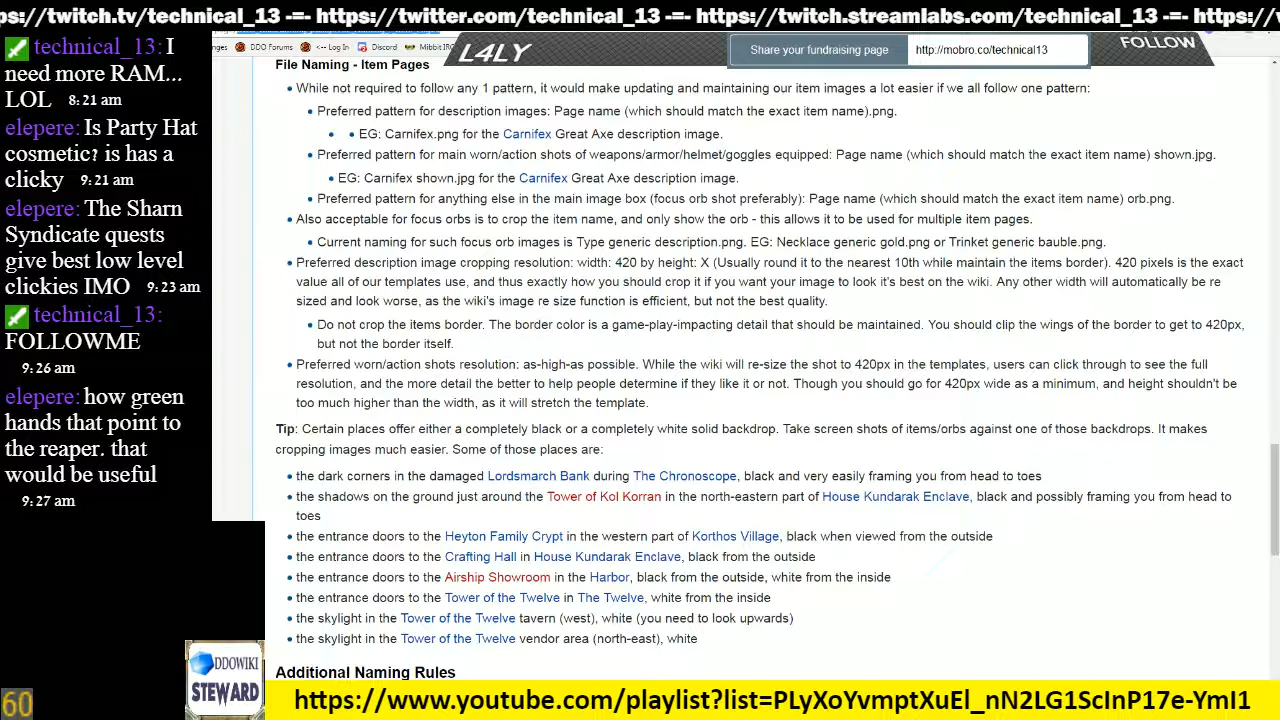 https://twitch.tv/technical_13 -=- https://twitter.com/technical_13 -=- https://twitch.streamlabs.com/technical_13 -=- https://
technical_13: I
need more RAM...
LOL 8:21 am
elepere: Is Party Hat
cosmetic? is has a
clicky 9:21 am
elepere: The Sharn
Syndicate quests
give best low level
clickies IMO 9:23 am
technical_13:
FOLLOWME
9:26 am
elepere: how green
hands that point to
the reaper. that
would be useful
9:27 am
DDO Forums <-- Log In Discord Mibbit IRC
L4LY
Share your fundraising page http://mobro.co/technical13
FOLLOW
File Naming - Item Pages
While not required to follow any 1 pattern, it would make updating and maintaining our item images a lot easier if we all follow one pattern:
Preferred pattern for description images: Page name (which should match the exact item name).png.
EG: Carnifex.png for the Carnifex Great Axe description image.
Preferred pattern for main worn/action shots of weapons/armor/helmet/goggles equipped: Page name (which should match the exact item name) shown.jpg.
EG: Carnifex shown.jpg for the Carnifex Great Axe description image.
Preferred pattern for anything else in the main image box (focus orb shot preferably): Page name (which should match the exact item name) orb.png.
Also acceptable for focus orbs is to crop the item name, and only show the orb - this allows it to be used for multiple item pages.
Current naming for such focus orb images is Type generic description.png. EG: Necklace generic gold.png or Trinket generic bauble.png.
Preferred description image cropping resolution: width: 420 by height: X (Usually round it to the nearest 10th while maintain the items border). 420 pixels is the exact
value all of our templates use, and thus exactly how you should crop it if you want your image to look it's best on the wiki. Any other width will automatically be re
sized and look worse, as the wiki's image re size function is efficient, but not the best quality.
Do not crop the items border. The border color is a game-play-impacting detail that should be maintained. You should clip the wings of the border to get to 420px,
but not the border itself.
Preferred worn/action shots resolution: as-high-as possible. While the wiki will re-size the shot to 420px in the templates, users can click through to see the full
resolution, and the more detail the better to help people determine if they like it or not. Though you should go for 420px wide as a minimum, and height shouldn't be
too much higher than the width, as it will stretch the template.
Tip: Certain places offer either a completely black or a completely white solid backdrop. Take screen shots of items/orbs against one of those backdrops. It makes
cropping images much easier. Some of those places are:
the dark corners in the damaged Lordsmarch Bank during The Chronoscope, black and very easily framing you from head to toes
the shadows on the ground just around the Tower of Kol Korran in the north-eastern part of House Kundarak Enclave, black and possibly framing you from head to
toes
the entrance doors to the Heyton Family Crypt in the western part of Korthos Village, black when viewed from the outside
the entrance doors to the Crafting Hall in House Kundarak Enclave, black from the outside
the entrance doors to the Airship Showroom in the Harbor, black from the outside, white from the inside
the entrance doors to the Tower of the Twelve in The Twelve, white from the inside
the skylight in the Tower of the Twelve tavern (west), white (you need to look upwards)
the skylight in the Tower of the Twelve vendor area (north-east), white
Additional Naming Rules
DDOWIKI
STEWARD
60
https://www.youtube.com/playlist?list=PLyXoYvmptXuEl_nN2LG1ScInP17e-YmI1